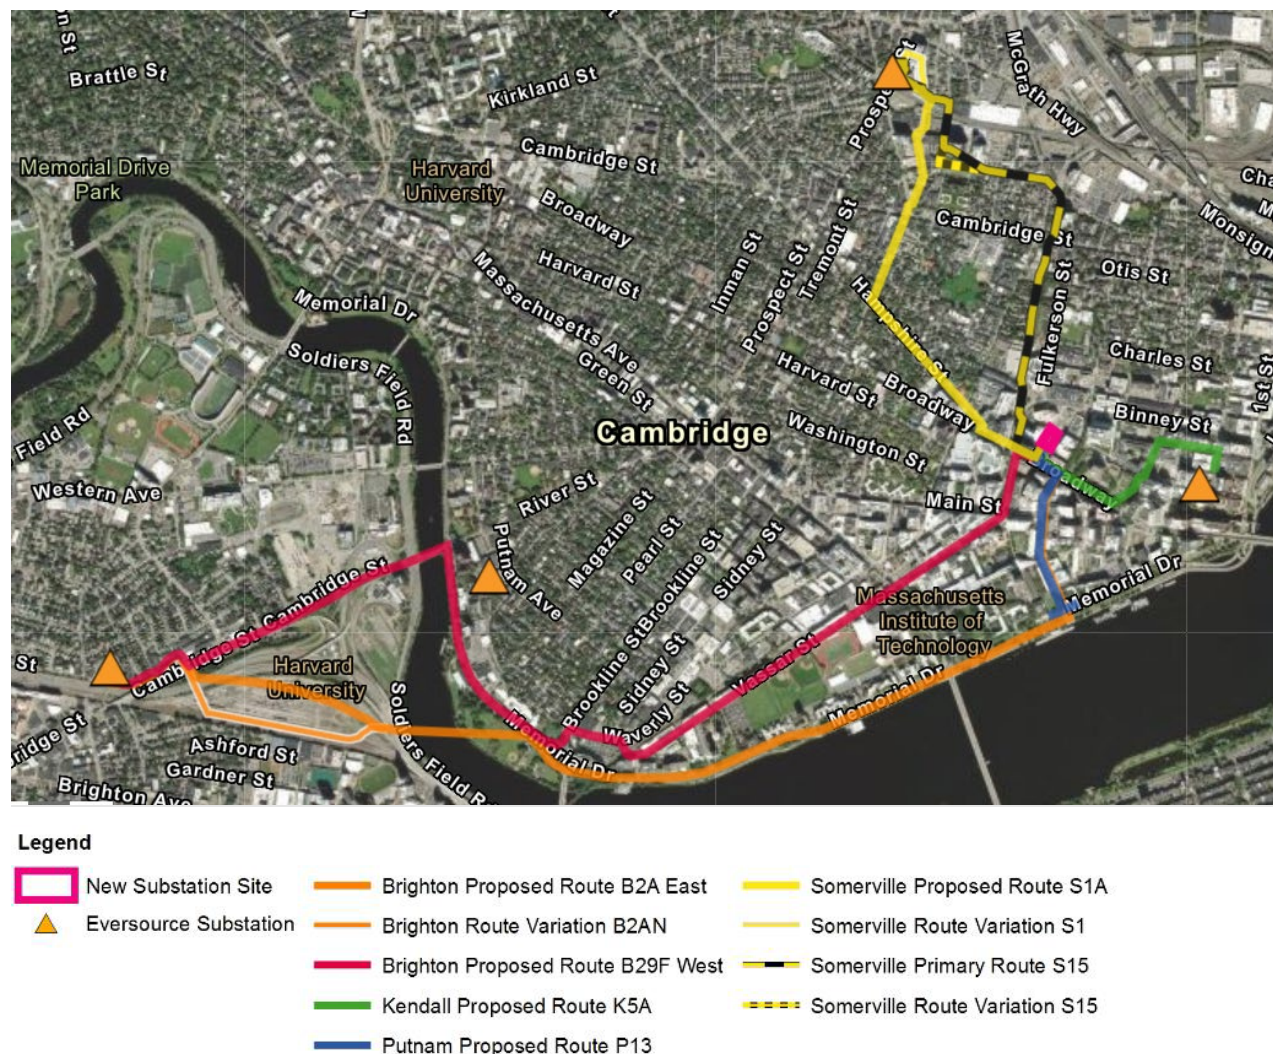 on St
Brattle St
Kirkland St
Prospect St
McGrath Hwy
Memorial Drive
Park
Harvard
University
Cambridge St
Broadway
Harvard St
Inman St
Prospect St
Tremont St
Cambridge St
Otis St
Monsign
Massachusetts Ave
Green St
Memorial Dr
Soldiers Field Rd
Hampshire St
Fulkerson St
Charles St
1st St
Harvard St
Broadway
Binney St
Cambridge
Washington St
Field Rd
Western Ave
River St
Main St
Broadway
Magazine St
Pearl St
Brookline St
Sidney St
Putnam Ave
Cambridge St
Cambridge St
Memorial Dr
Massachusetts
Institute of
Technology
St
Harvard
University
Soldiers Field R
Brookline St
Sidney St
Waverly St
Vassar St
Memorial Dr
Memorial Dr
bridge St
Ashford St
Gardner St
Brighton Ave
Legend
New Substation Site
Eversource Substation
Brighton Proposed Route B2A East
Brighton Route Variation B2AN
Brighton Proposed Route B29F West
Kendall Proposed Route K5A
Putnam Proposed Route P13
Somerville Proposed Route S1A
Somerville Route Variation S1
Somerville Primary Route S15
Somerville Route Variation S15